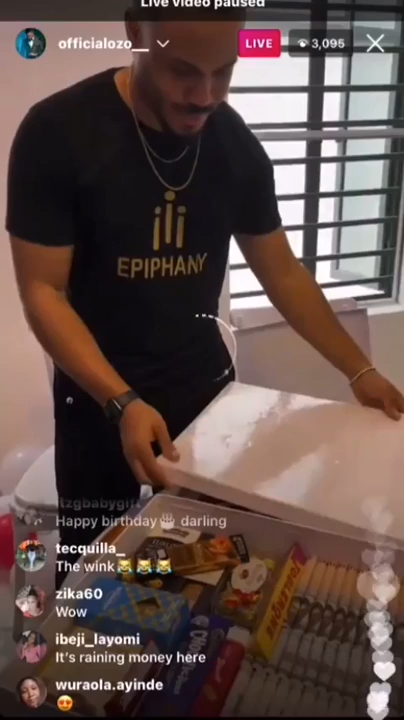 Live video paused
officialozo__
LIVE
3,095
EPIPHANY
Happy birthday darling
tecquilla_
The wink😹😹😹
zika60
Wow
ibeji_layomi
It's raining money here
wuraola.ayinde
😍
Toblerone